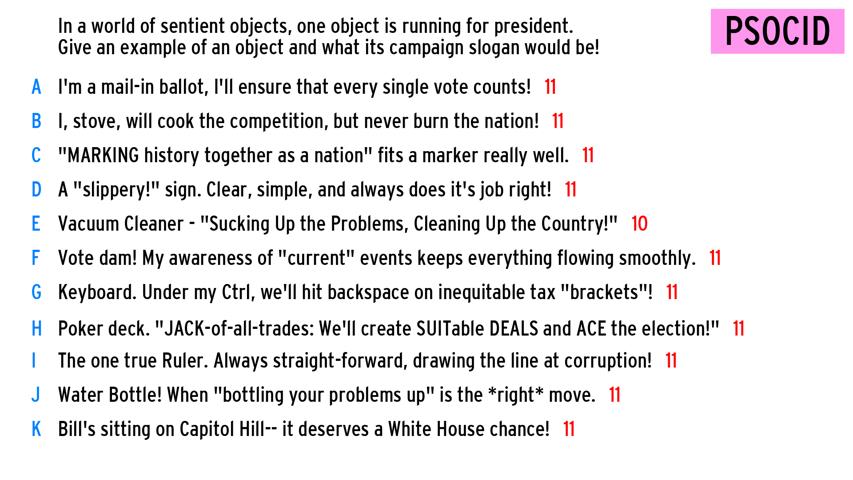 In a world of sentient objects, one object is running for president.
Give an example of an object and what its campaign slogan would be!
PSOCID
A I'm a mail-in ballot, I'll ensure that every single vote counts! 11
B I, stove, will cook the competition, but never burn the nation! 11
C "MARKING history together as a nation" fits a marker really well. 11
D A "slippery!" sign. Clear, simple, and always does it's job right! 11
E Vacuum Cleaner - "Sucking Up the Problems, Cleaning Up the Country!" 10
F Vote dam! My awareness of "current" events keeps everything flowing smoothly. 11
G Keyboard. Under my Ctrl, we'll hit backspace on inequitable tax "brackets"! 11
H Poker deck. "JACK-of-all-trades: We'll create SUITable DEALS and ACE the election!" 11
I The one true Ruler. Always straight-forward, drawing the line at corruption! 11
J Water Bottle! When "bottling your problems up" is the *right* move. 11
K Bill's sitting on Capitol Hill-- it deserves a White House chance! 11